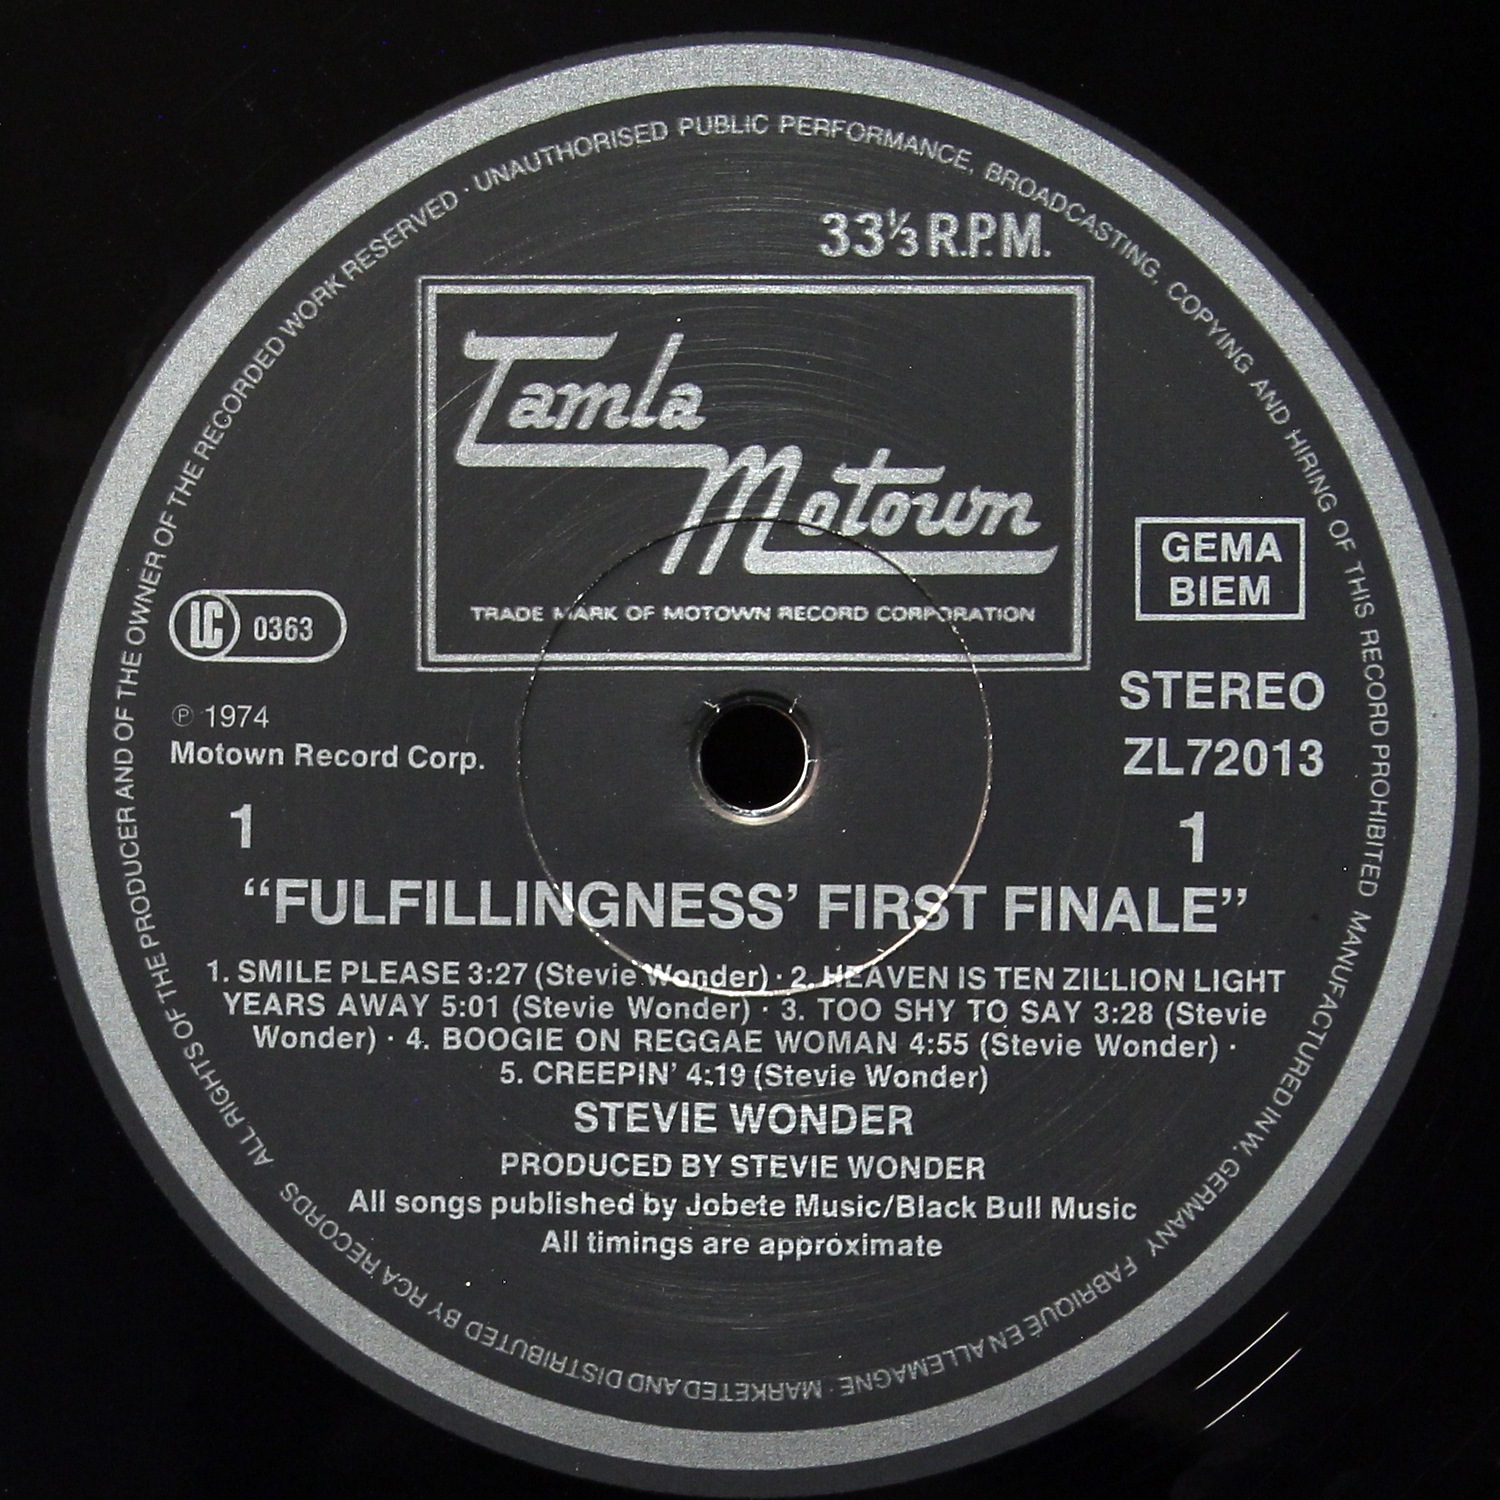 ALL RIGHTS OF THE PRODUCER AND OF THE OWNER OF THE RECORDED WORK RESERVED · UNAUTHORISED PUBLIC PERFORMANCE, BROADCASTING, COPYING AND HIRING OF THIS RECORD PROHIBITED MANUFACTURED IN W. GERMANY FABRIQUÉ EN ALLEMAGNE · MARKETED AND DISTRIBUTED BY RCA RECORDS
33⅓ R.P.M.
Tamla
Motown
TRADE MARK OF MOTOWN RECORD CORPORATION
GEMA
BIEM
LC 0363
STEREO
ZL72013
℗ 1974
Motown Record Corp.
1 1
“FULFILLINGNESS’ FIRST FINALE”
1. SMILE PLEASE 3:27 (Stevie Wonder) · 2. HEAVEN IS TEN ZILLION LIGHT
YEARS AWAY 5:01 (Stevie Wonder) · 3. TOO SHY TO SAY 3:28 (Stevie
Wonder) · 4. BOOGIE ON REGGAE WOMAN 4:55 (Stevie Wonder) ·
5. CREEPIN’ 4:19 (Stevie Wonder)
STEVIE WONDER
PRODUCED BY STEVIE WONDER
All songs published by Jobete Music/Black Bull Music
All timings are approximate